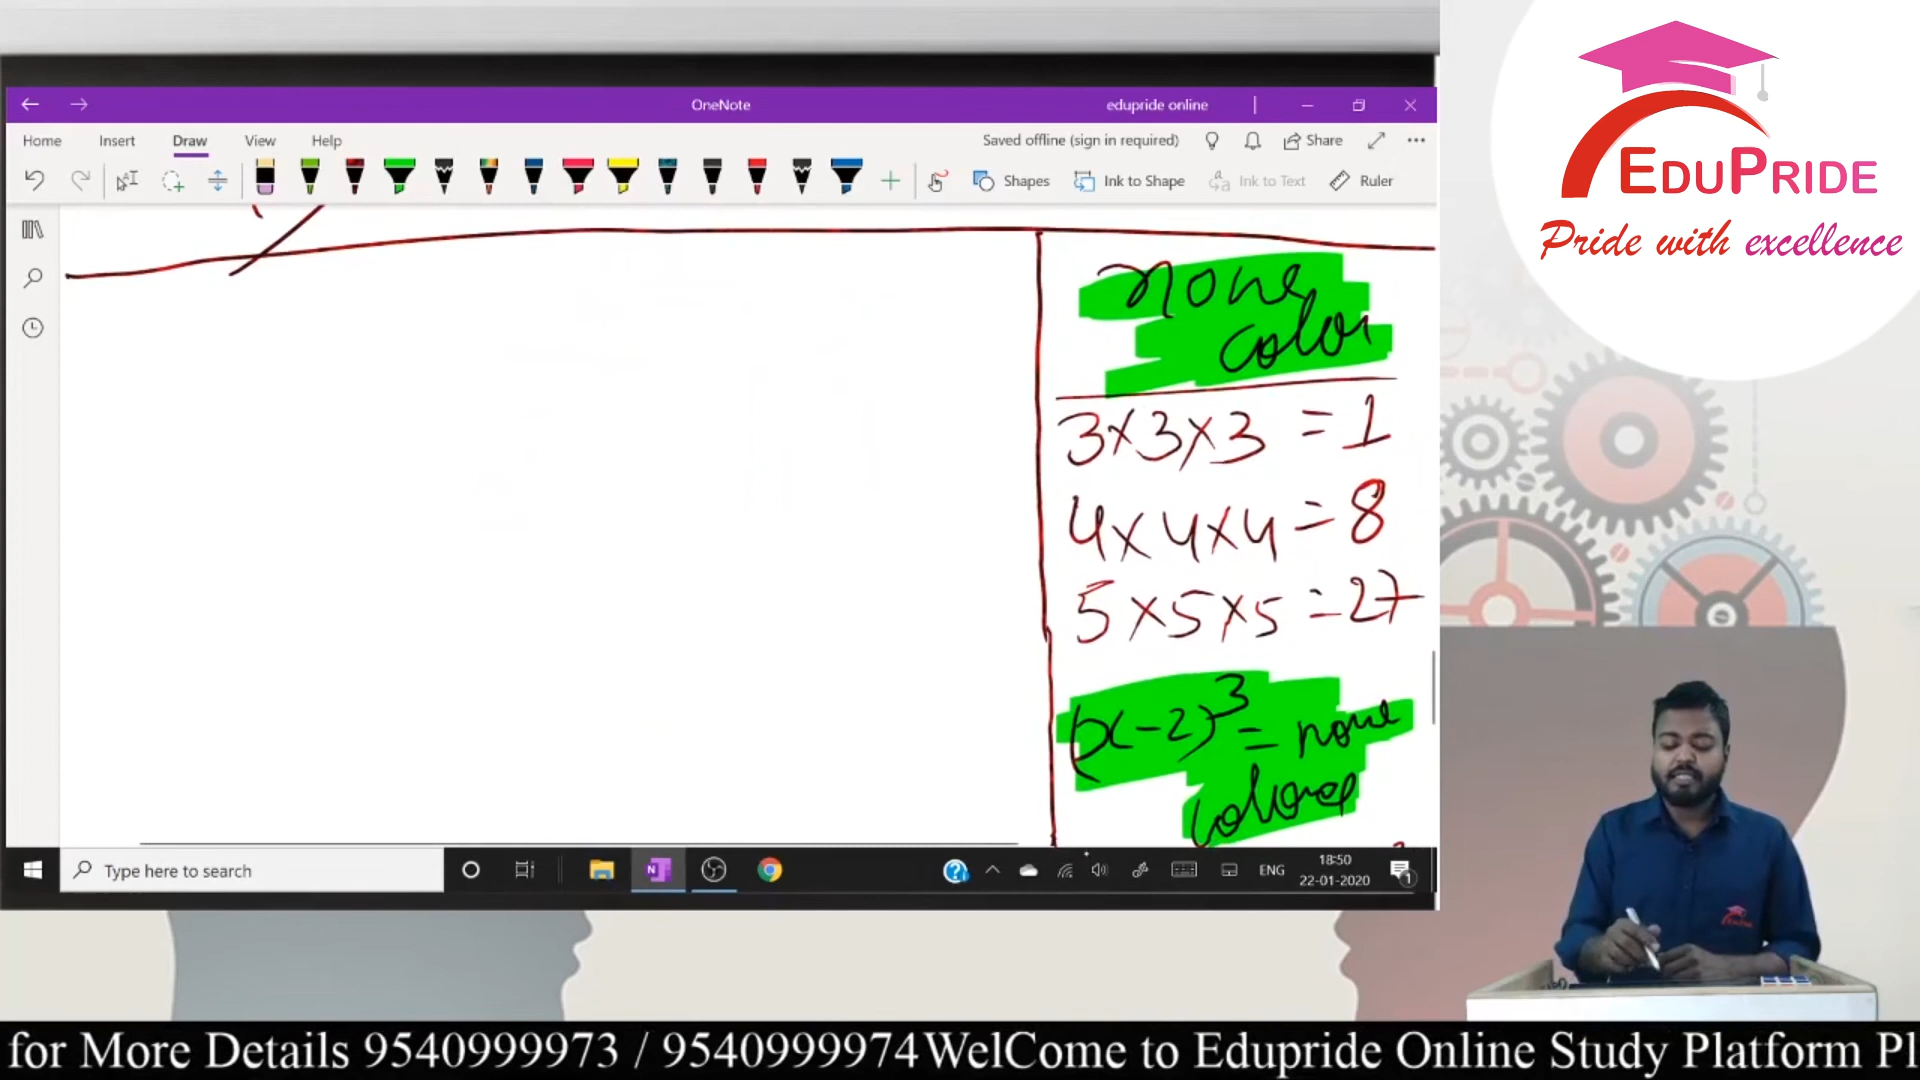 OneNote
edupride online
Home Insert Draw View Help
Saved offline (sign in required)
Share
Shapes
Ink to Shape
Ink to Text
Ruler
none
color
3×3×3 = 1
4×4×4 = 8
5×5×5 = 27
(x-2)³ = none
colored
EDUPRIDE
Pride with excellence
Type here to search
ENG
18:50
22-01-2020
1
for More Details 9540999973 / 9540999974WelCome to Edupride Online Study Platform Pl